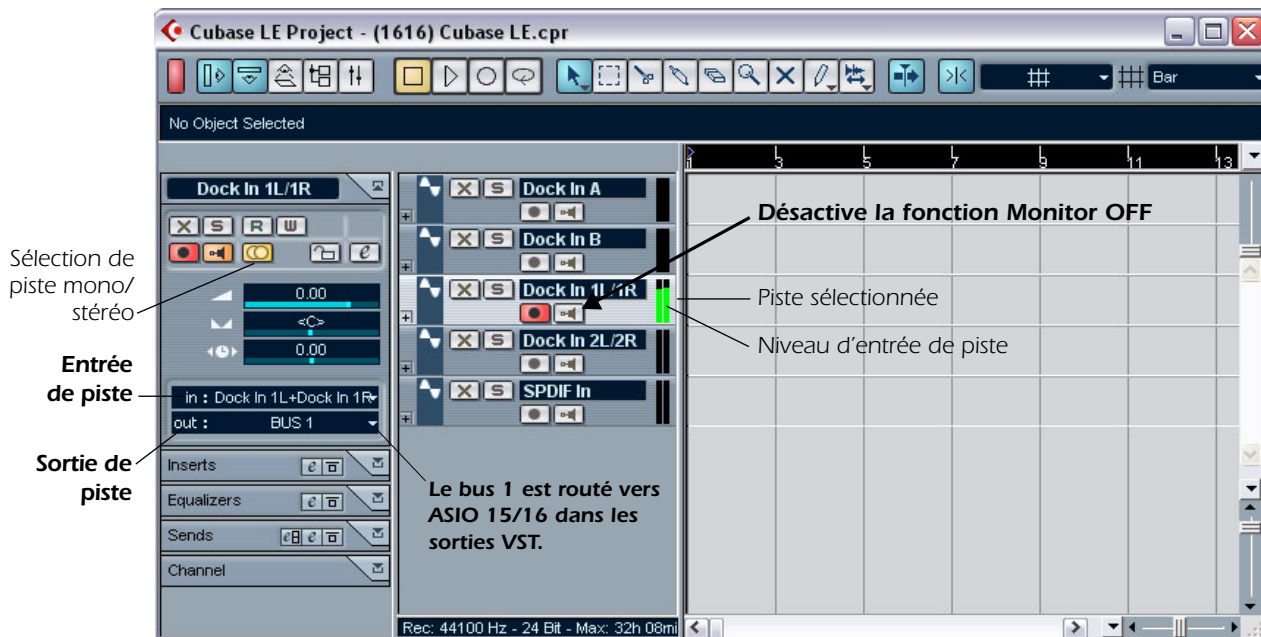 Cubase LE Project - (1616) Cubase LE.cpr
Bar
No Object Selected
1 3 5 7 9 11 13
Dock In 1L/1R
X S R W
e
0.00
<C>
0.00
in : Dock In 1L+Dock In 1R
out : BUS 1
Inserts e
Equalizers e
Sends e e
Channel
X S Dock In A
X S Dock In B
X S Dock In 1L/1R
X S Dock In 2L/2R
X S SPDIF In
Rec: 44100 Hz - 24 Bit - Max: 32h 08mi
Sélection de
piste mono/
stéréo
Entrée
de piste
Sortie de
piste
Désactive la fonction Monitor OFF
Piste sélectionnée
Niveau d’entrée de piste
Le bus 1 est routé vers
ASIO 15/16 dans les
sorties VST.